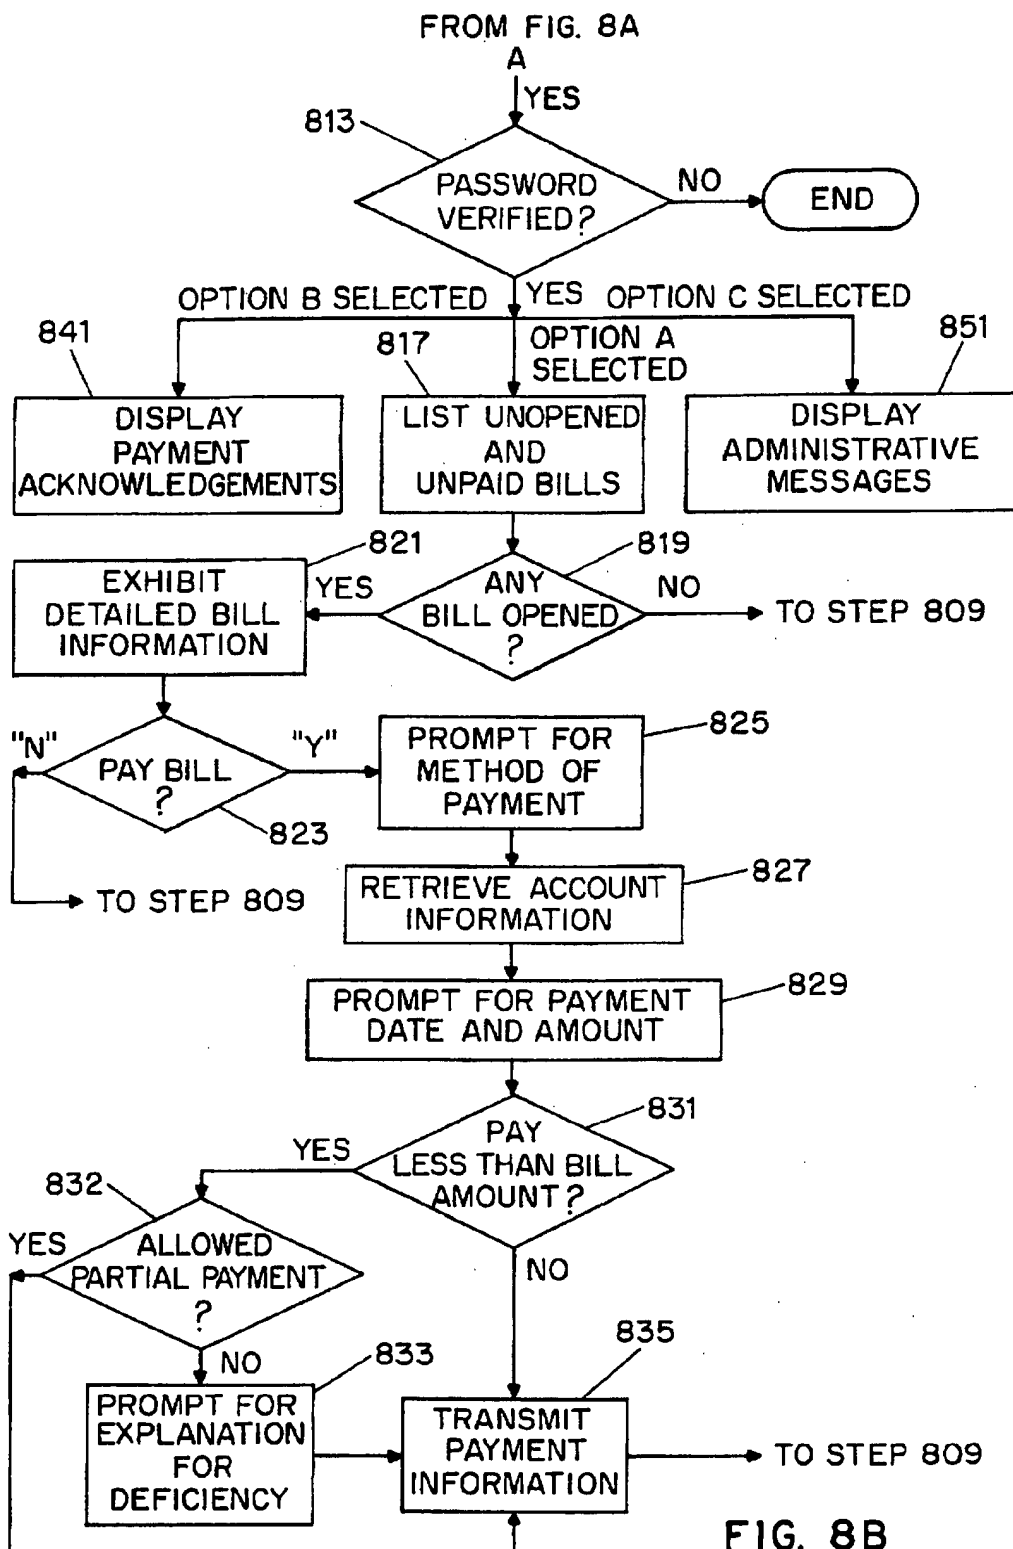 FROM FIG. 8A
A
YES
813
PASSWORD
VERIFIED?
NO
END
OPTION B SELECTED
YES
OPTION C SELECTED
841
817
OPTION A
SELECTED
851
DISPLAY
PAYMENT
ACKNOWLEDGEMENTS
LIST UNOPENED
AND
UNPAID BILLS
DISPLAY
ADMINISTRATIVE
MESSAGES
821
819
EXHIBIT
DETAILED BILL
INFORMATION
YES
ANY
BILL OPENED
?
NO
TO STEP 809
"N"
PAY BILL
?
"Y"
823
PROMPT FOR
METHOD OF
PAYMENT
825
TO STEP 809
RETRIEVE ACCOUNT
INFORMATION
827
PROMPT FOR PAYMENT
DATE AND AMOUNT
829
831
PAY
LESS THAN BILL
AMOUNT?
YES
832
YES
ALLOWED
PARTIAL PAYMENT
?
NO
NO
833
835
PROMPT FOR
EXPLANATION
FOR
DEFICIENCY
TRANSMIT
PAYMENT
INFORMATION
TO STEP 809
FIG. 8B